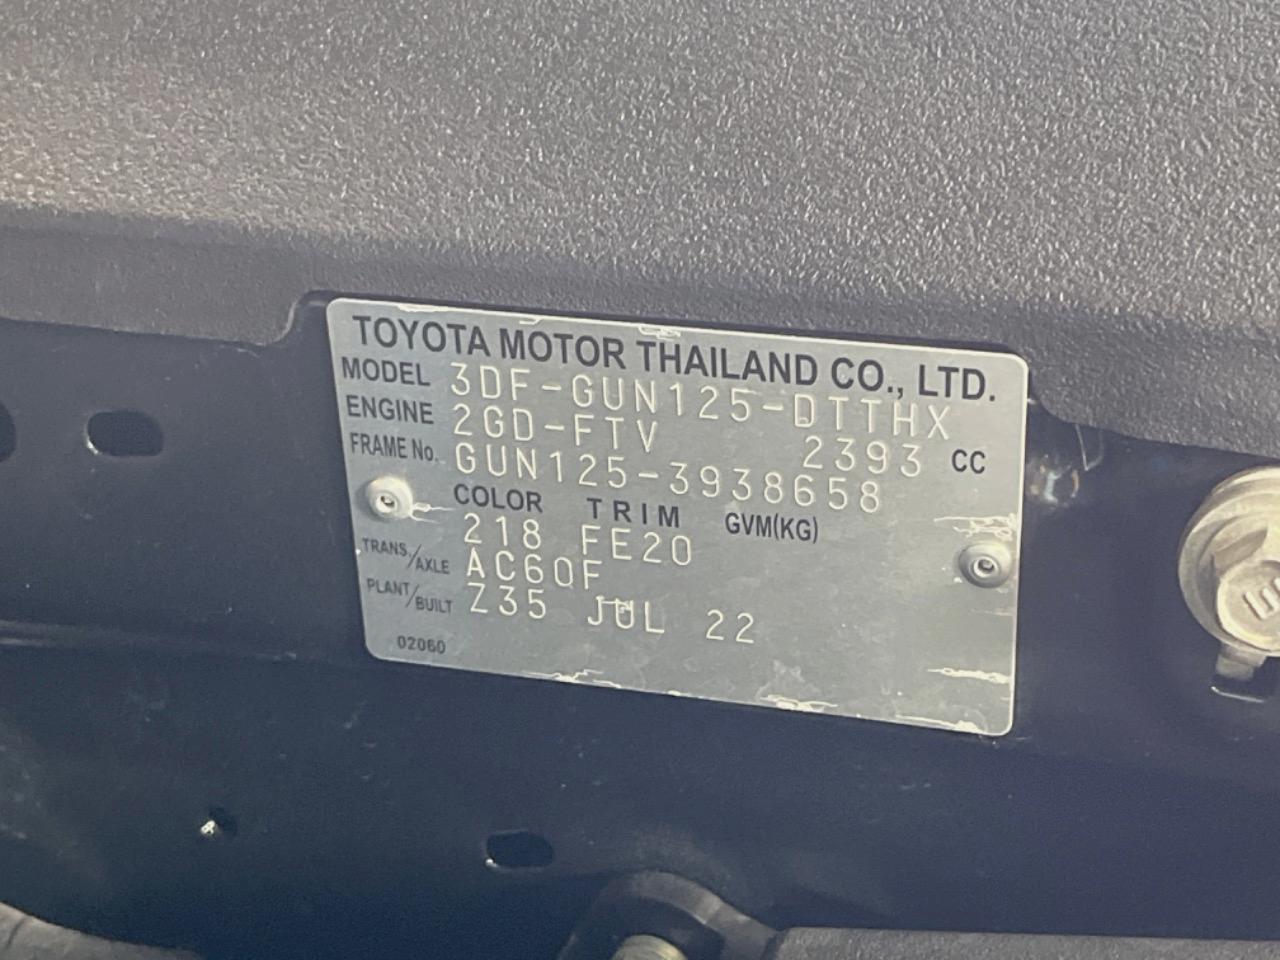 TOYOTA MOTOR THAILAND CO., LTD.
MODEL 3DF-GUN125-DTTHX
ENGINE 2GD-FTV 2393 CC
FRAME No. GUN125-3938658
COLOR TRIM GVM(KG)
218 FE20
TRANS./AXLE AC60F
PLANT/BUILT Z35 JUL 22
02060